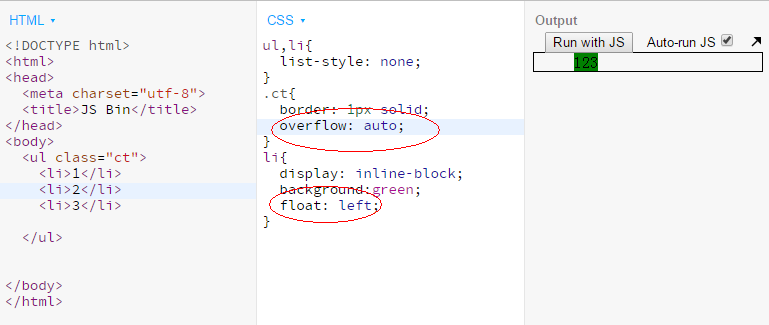 HTML
<!DOCTYPE html>
<html>
<head>
<meta charset="utf-8">
<title>JS Bin</title>
</head>
<body>
<ul class="ct">
<li>1</li>
<li>2</li>
<li>3</li>
</ul>
</body>
</html>
CSS
ul,li{
list-style: none;
}
.ct{
border: 1px solid;
overflow: auto;
}
li{
display: inline-block;
background:green;
float: left;
}
Output
Run with JS
Auto-run JS
123